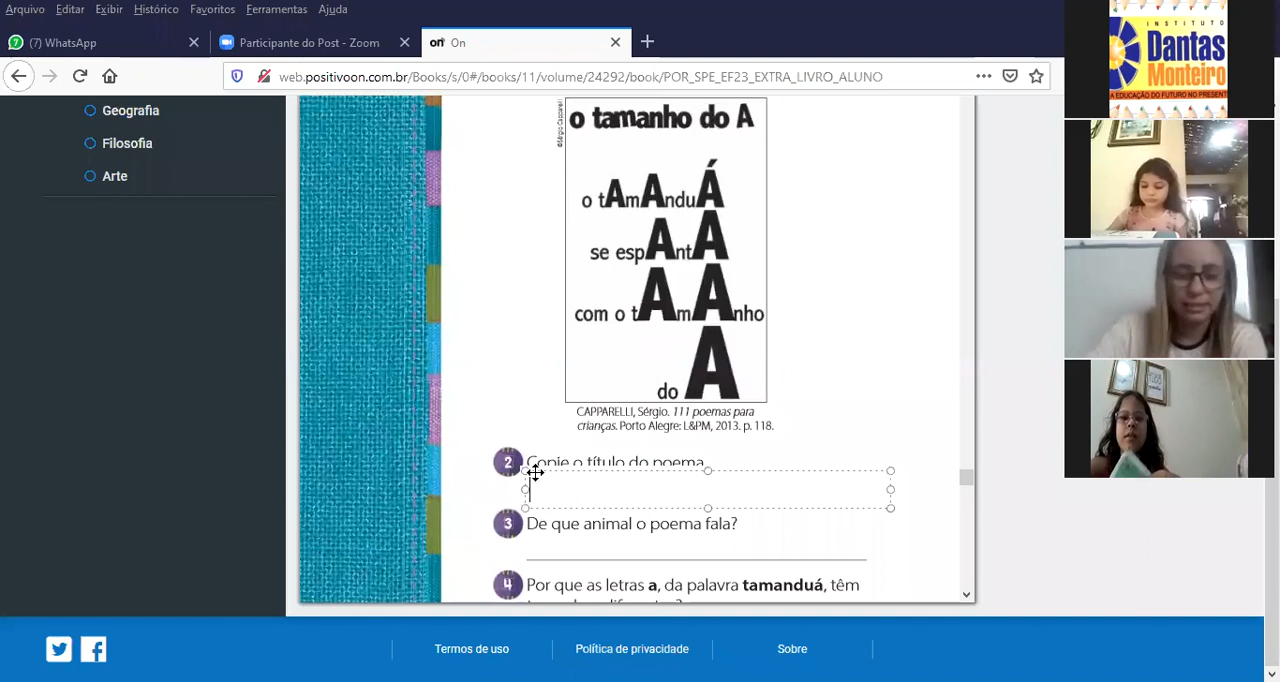 Arquivo Editar Exibir Histórico Favoritos Ferramentas Ajuda
(7) WhatsApp
Participante do Post - Zoom
on On
web.positivoon.com.br/Books/s/0#/books/11/volume/24292/book/POR_SPE_EF23_EXTRA_LIVRO_ALUNO
INSTITUTO
Dantas
Monteiro
A EDUCAÇÃO DO FUTURO NO PRESENT
Geografia
Filosofia
Arte
©Sérgio Capparelli
o tamanho do A
o tAmAnduÁ
se espAntA
com o tAmAnho
do A
CAPPARELLI, Sérgio. 111 poemas para
crianças. Porto Alegre: L&PM, 2013. p. 118.
2 Copie o título do poema.
3 De que animal o poema fala?
4 Por que as letras a, da palavra tamanduá, têm
Termos de uso
Política de privacidade
Sobre